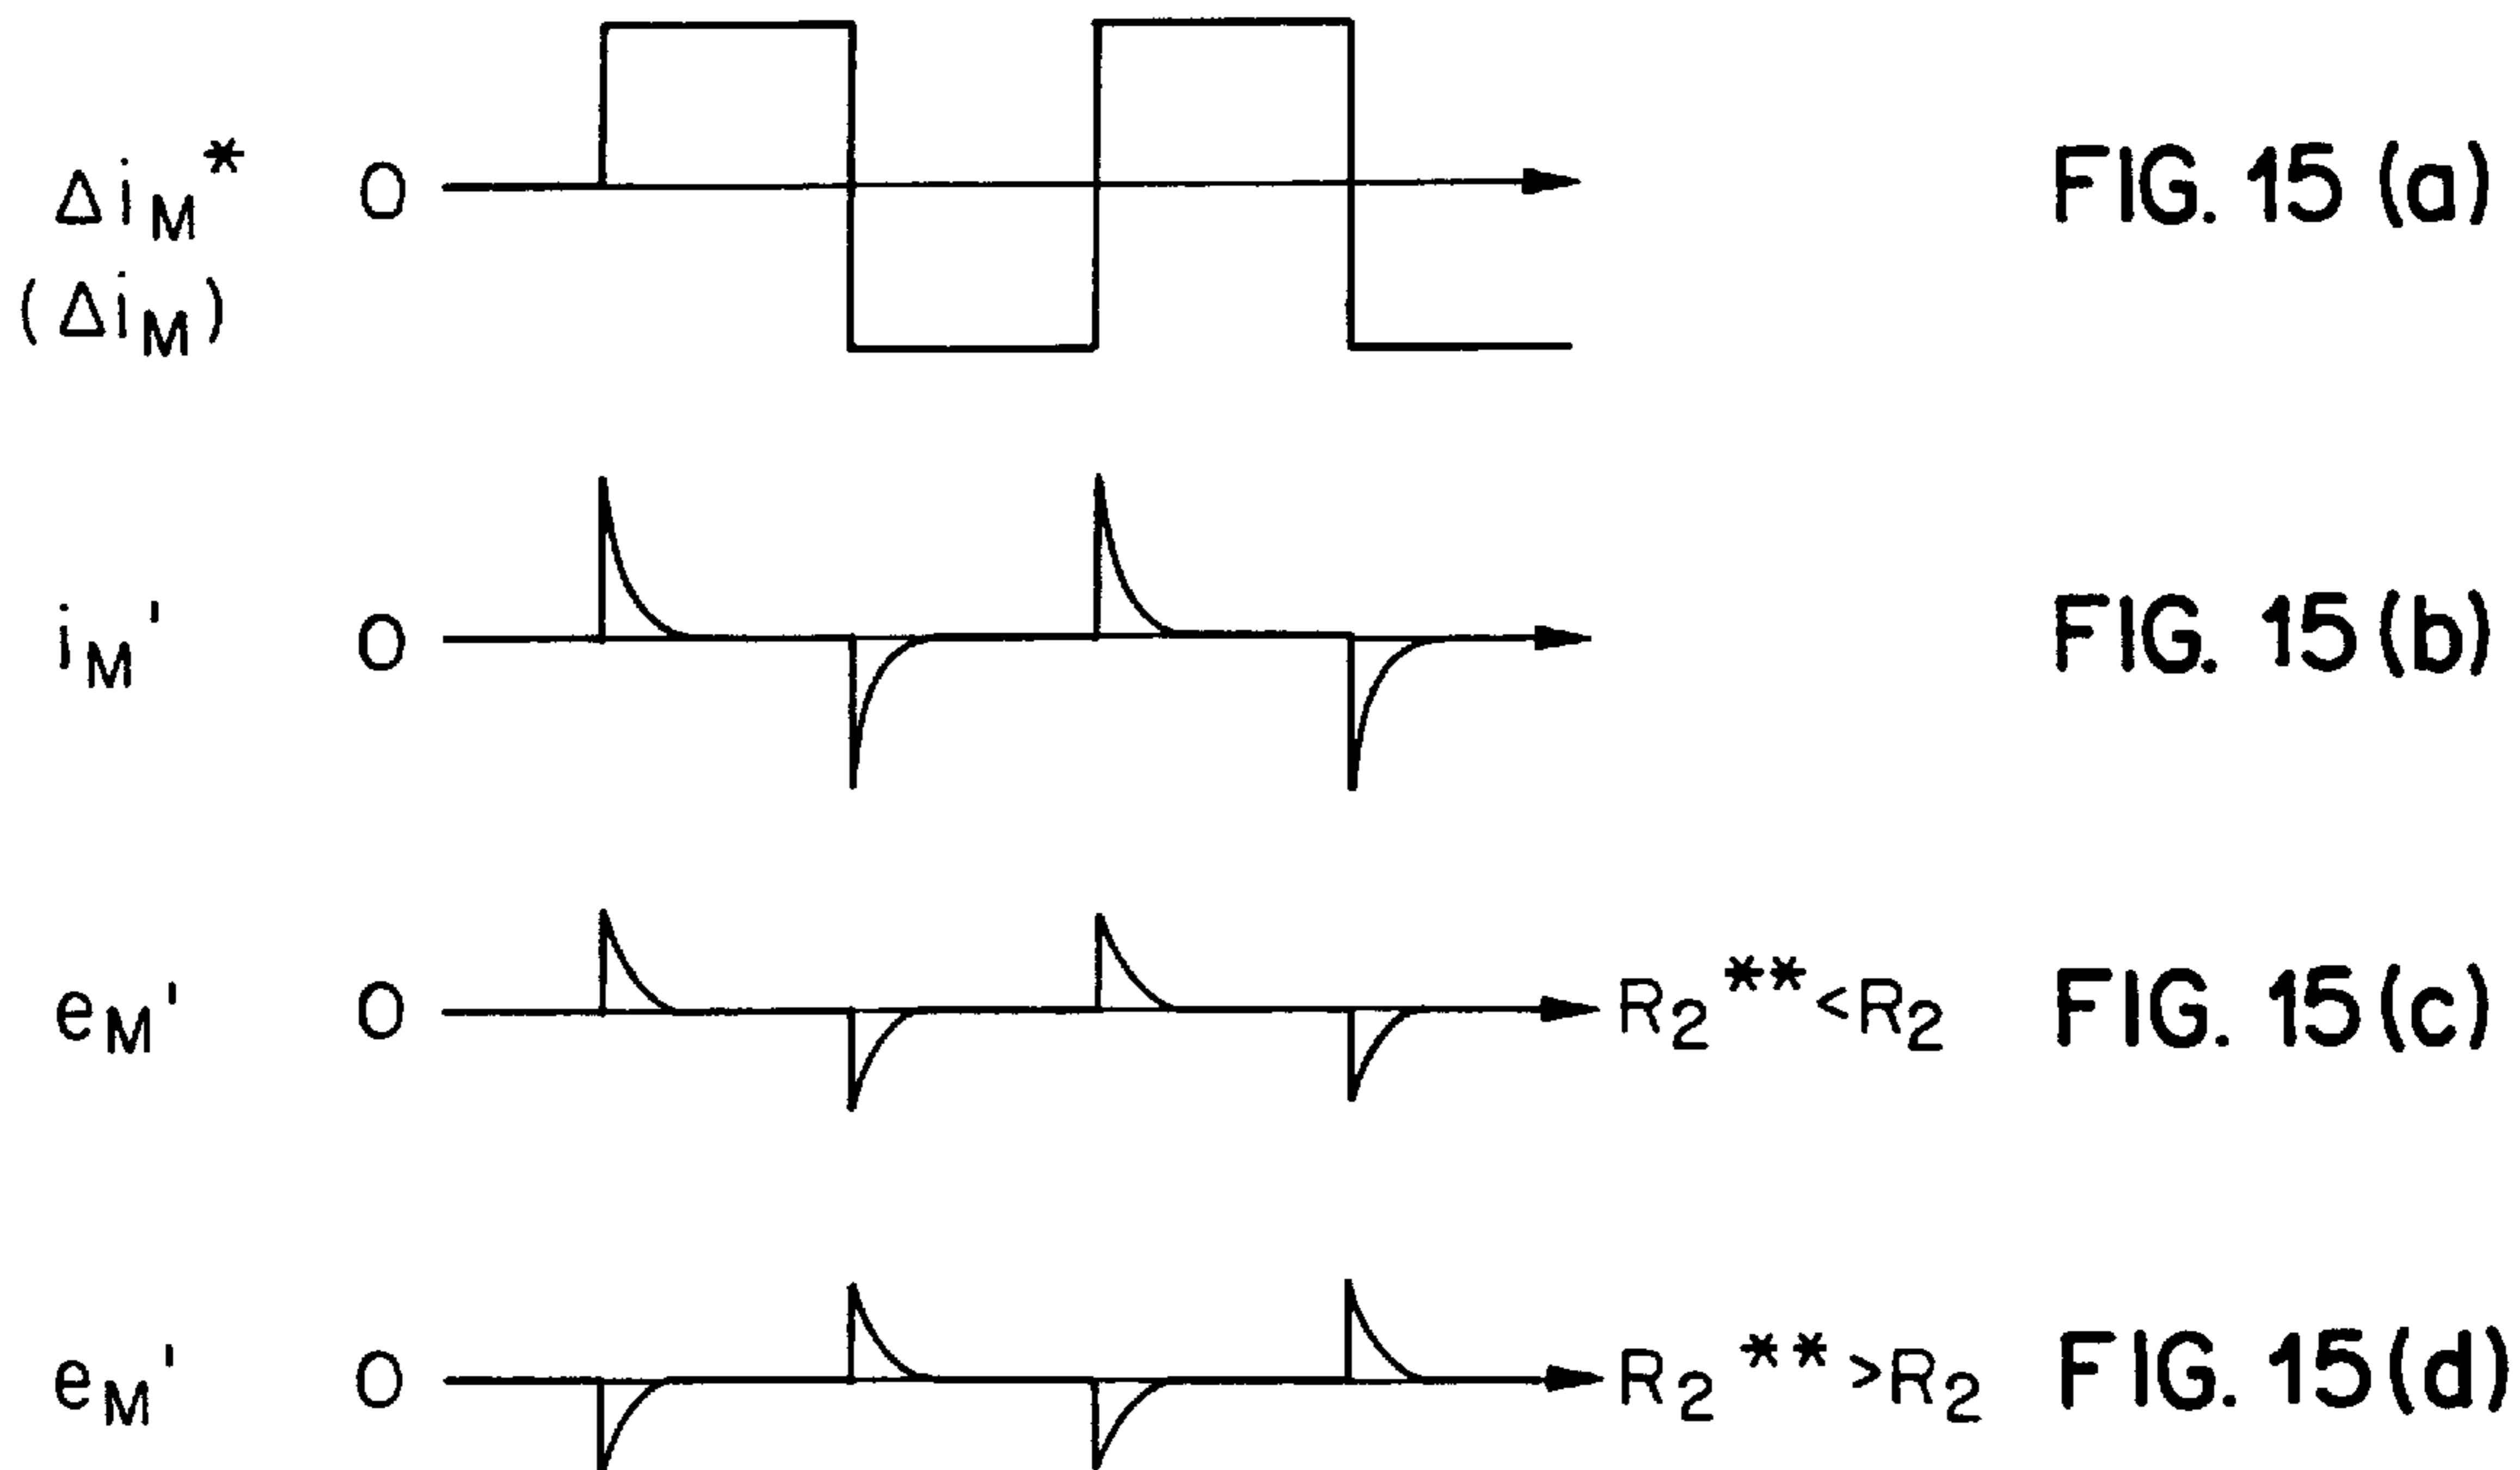 Δi_M* 0 FIG. 15 (a)
(Δi_M)
i_M' 0 FIG. 15 (b)
e_M' 0 R_2** < R_2 FIG. 15 (c)
e_M' 0 R_2** > R_2 FIG. 15 (d)